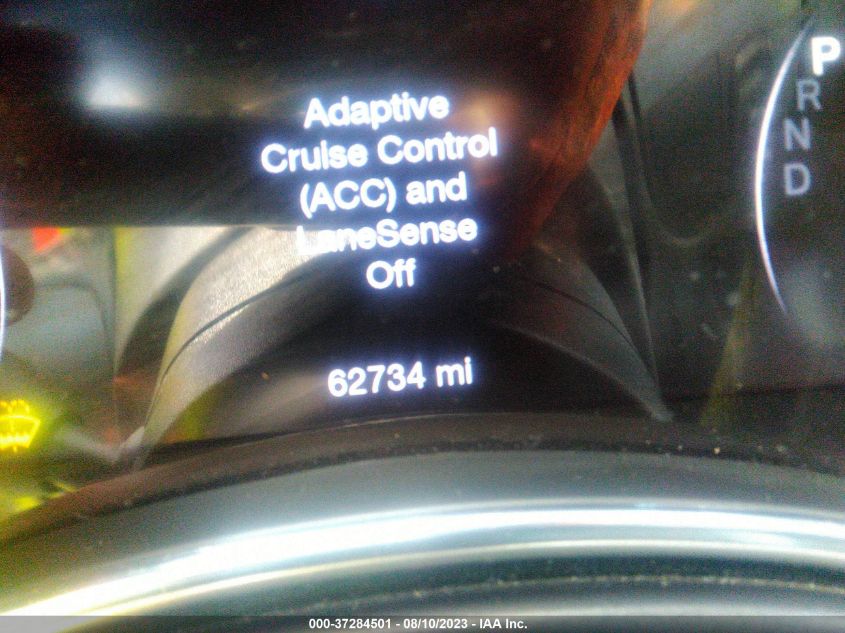 Adaptive
Cruise Control
(ACC) and
LaneSense
Off
62734 mi
P
R
N
D
000-37284501 - 08/10/2023 - IAA Inc.